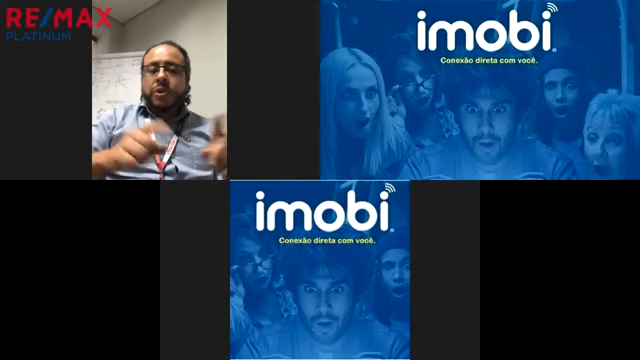 RE/MAX
PLATINUM
imobi
Conexão direta com você.
imobi
Conexão direta com você.